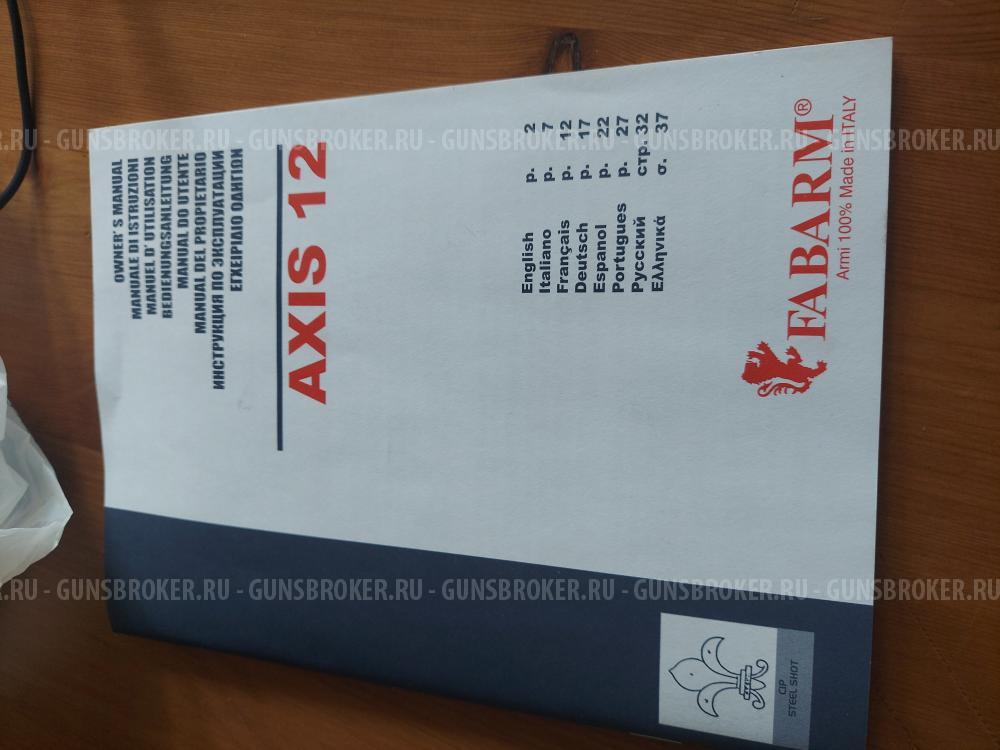 OWNER'S MANUAL
MANUALE DI ISTRUZIONI
MANUEL D' UTILISATION
BEDIENUNGSANLEITUNG
MANUAL DO UTENTE
MANUAL DEL PROPIETARIO
ИНСТРУКЦИЯ ПО ЭКСПУАТАЦИИ
ΕΓΧΕΙΡΙΔΙΟ ΟΔΗΓΙΩΝ
AXIS 12
English p. 2
Italiano p. 7
Français p. 12
Deutsch p. 17
Espanol p. 22
Portugues p. 27
Русский стр. 32
Ελληνικά σ. 37
FABARM®
Armi 100% Made in ITALY
CIP
STEEL SHOT
.RU - GUNSBROKER.RU - GUNSBROKER.RU - GUNSBROKER.RU - GUNSBROKER.RU - GUNSBROKER
.RU - GUNSBROKER.RU - GUNSBROKER.RU - GUNSBROKER.RU - GUNSBROKER.RU - GUNSBROKER